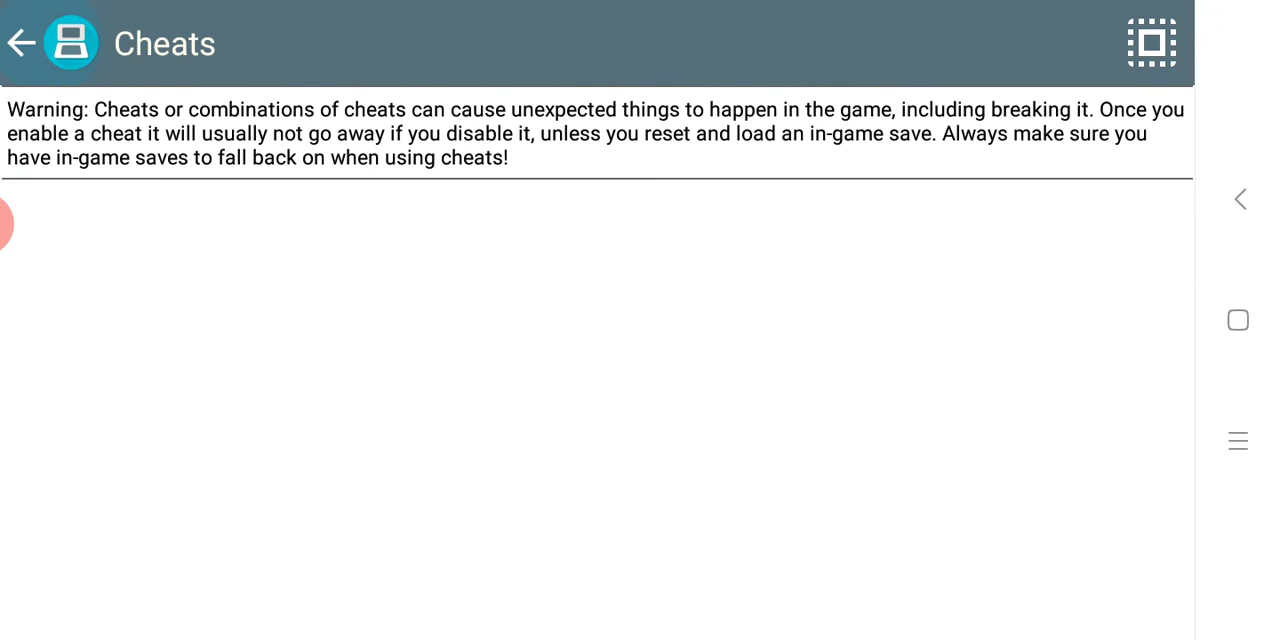 Cheats
Warning: Cheats or combinations of cheats can cause unexpected things to happen in the game, including breaking it. Once you
enable a cheat it will usually not go away if you disable it, unless you reset and load an in-game save. Always make sure you
have in-game saves to fall back on when using cheats!